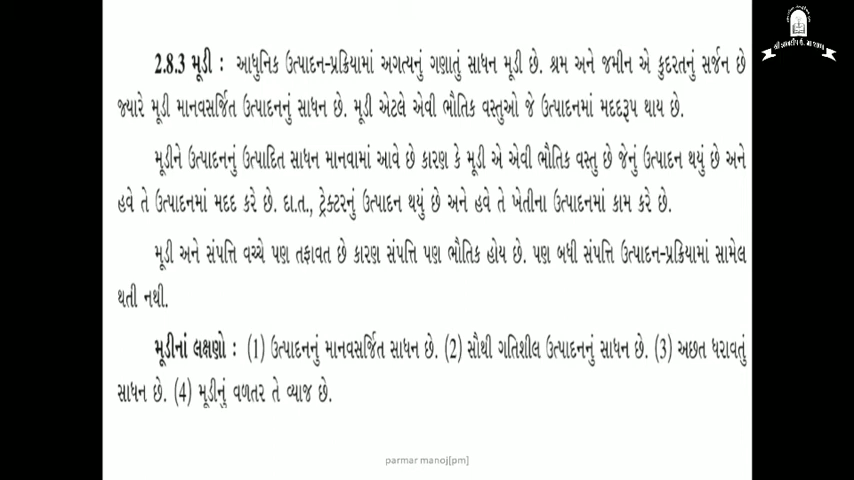 2.8.3 મૂડી : આધુનિક ઉત્પાદન-પ્રક્રિયામાં અગત્યનું ગણાતું સાધન મૂડી છે. શ્રમ અને જમીન એ કુદરતનું સર્જન છે
જ્યારે મૂડી માનવસર્જિત ઉત્પાદનનું સાધન છે. મૂડી એટલે એવી ભૌતિક વસ્તુઓ જે ઉત્પાદનમાં મદદરૂપ થાય છે.
મૂડીને ઉત્પાદનનું ઉત્પાદિત સાધન માનવામાં આવે છે કારણ કે મૂડી એ એવી ભૌતિક વસ્તુ છે જેનું ઉત્પાદન થયું છે અને
હવે તે ઉત્પાદનમાં મદદ કરે છે. દા.ત., ટ્રેક્ટરનું ઉત્પાદન થયું છે અને હવે તે ખેતીના ઉત્પાદનમાં કામ કરે છે.
મૂડી અને સંપત્તિ વચ્ચે પણ તફાવત છે કારણ સંપત્તિ પણ ભૌતિક હોય છે. પણ બધી સંપત્તિ ઉત્પાદન-પ્રક્રિયામાં સામેલ
થતી નથી.
મૂડીનાં લક્ષણો : (1) ઉત્પાદનનું માનવસર્જિત સાધન છે. (2) સૌથી ગતિશીલ ઉત્પાદનનું સાધન છે. (3) અછત ધરાવતું
સાધન છે. (4) મૂડીનું વળતર તે વ્યાજ છે.
parmar manoj[pm]